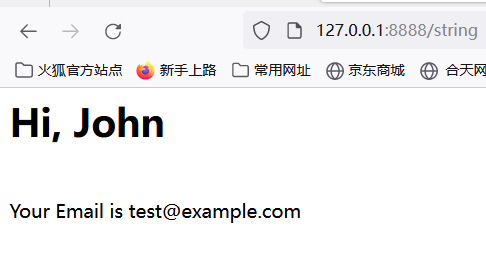 127.0.0.1:8888/string
火狐官方站点 新手上路 常用网址 京东商城 合天网
Hi, John
Your Email is test@example.com